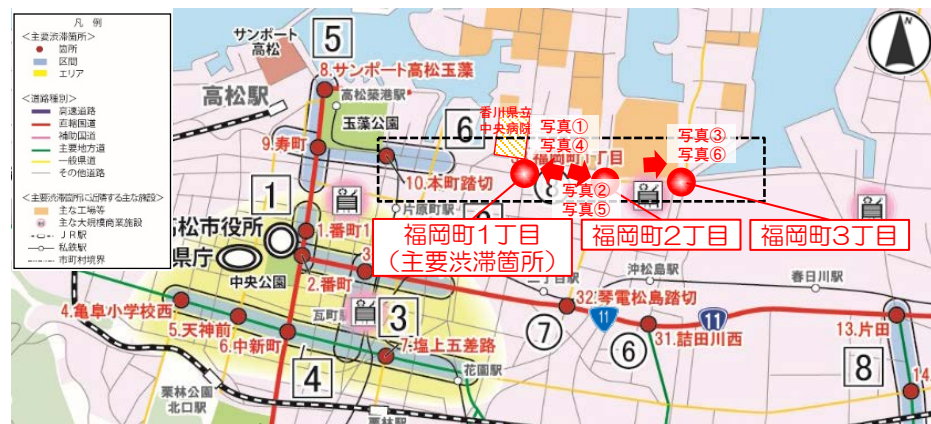 凡 例
<主要渋滞箇所>
箇所
区間
エリア
<道路種別>
高速道路
直轄国道
補助国道
主要地方道
一般県道
その他道路
<主要渋滞箇所に近接する主な施設>
主な工場等
主な大規模商業施設
JR駅
私鉄駅
市町村境界
N
サンポート
高松
5
8.サンポート高松玉藻
高松駅
高松築港駅
玉藻公園
6
9.寿町
10.本町踏切
香川県立
中央病院
写真①
写真④
福岡町1丁目
写真②
写真⑤
写真③
写真⑥
福岡町1丁目
(主要渋滞箇所)
福岡町2丁目
福岡町3丁目
1
片原町駅
松市役所
県庁
1.番町
中央公園
2.番町
3
瓦町
4.亀阜小学校西
5.天神前
6.中新町
7.塩上五差路
4
花園駅
栗林公園
北口駅
栗林駅
沖松島駅
春日川駅
32.琴電松島踏切
⑦
11
⑥
31.詰田川西
11
13.片田
8
14.